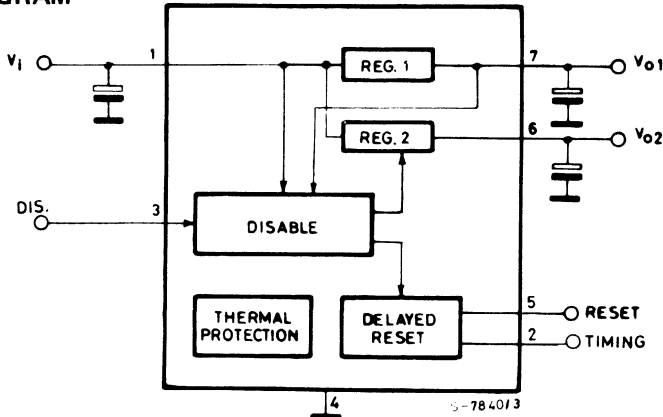 GRAM
Vi
1
REG. 1
7
Vo1
REG. 2
6
Vo2
DIS.
3
DISABLE
THERMAL
PROTECTION
DELAYED
RESET
5
RESET
2
TIMING
4
S-7840/3